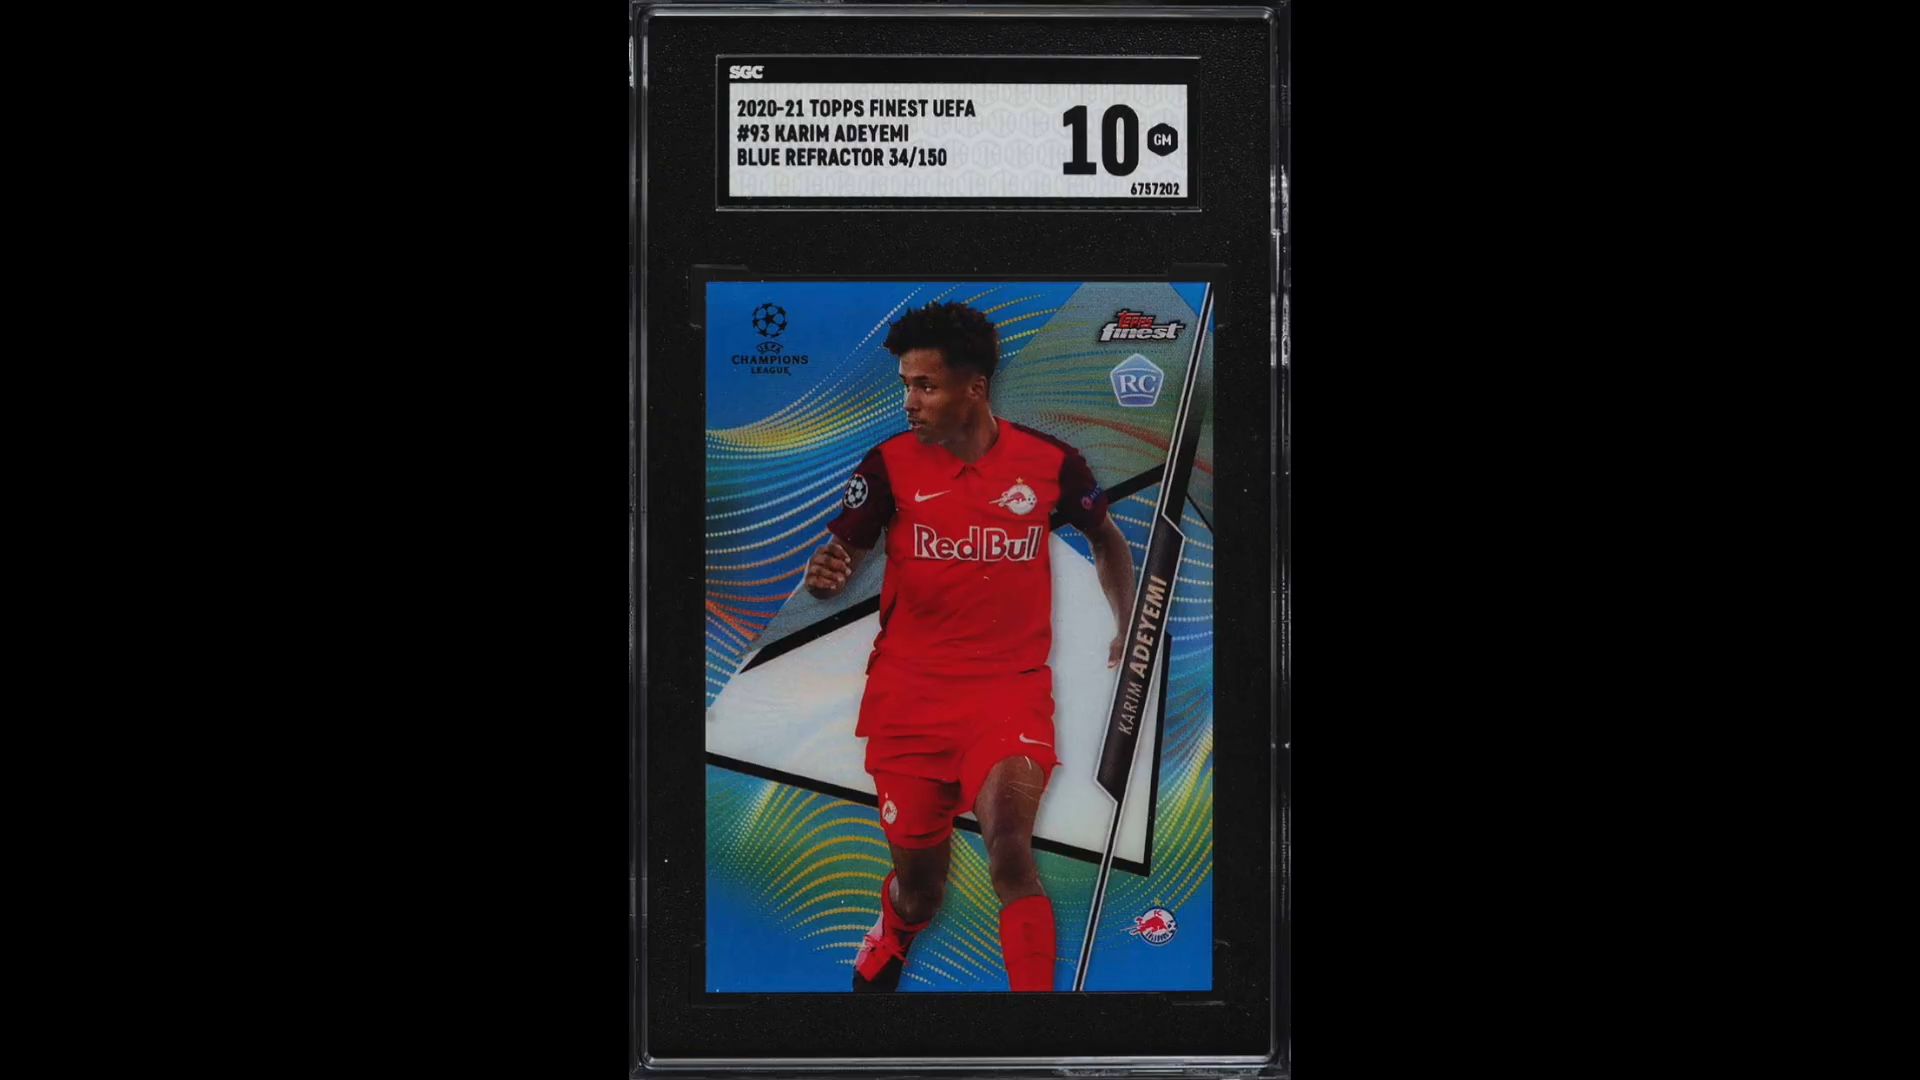 SGC
2020-21 TOPPS FINEST UEFA
#93 KARIM ADEYEMI
BLUE REFRACTOR 34/150
10
GM
6757202
UEFA
CHAMPIONS
LEAGUE
TOPPS
finest
RC
Red Bull
KARIM ADEYEMI